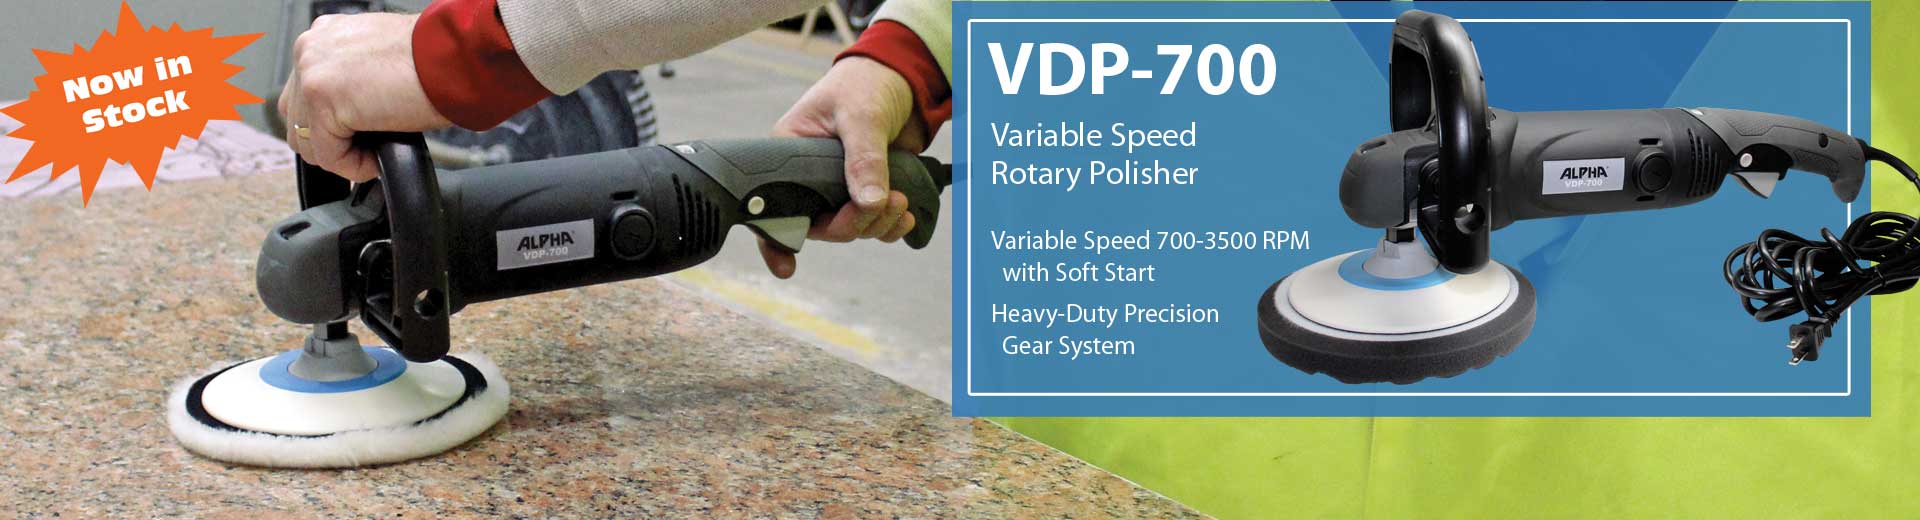 Now in
Stock
ALPHA
VDP-700
VDP-700
Variable Speed
Rotary Polisher
Variable Speed 700-3500 RPM
with Soft Start
Heavy-Duty Precision
Gear System
ALPHA
VDP-700